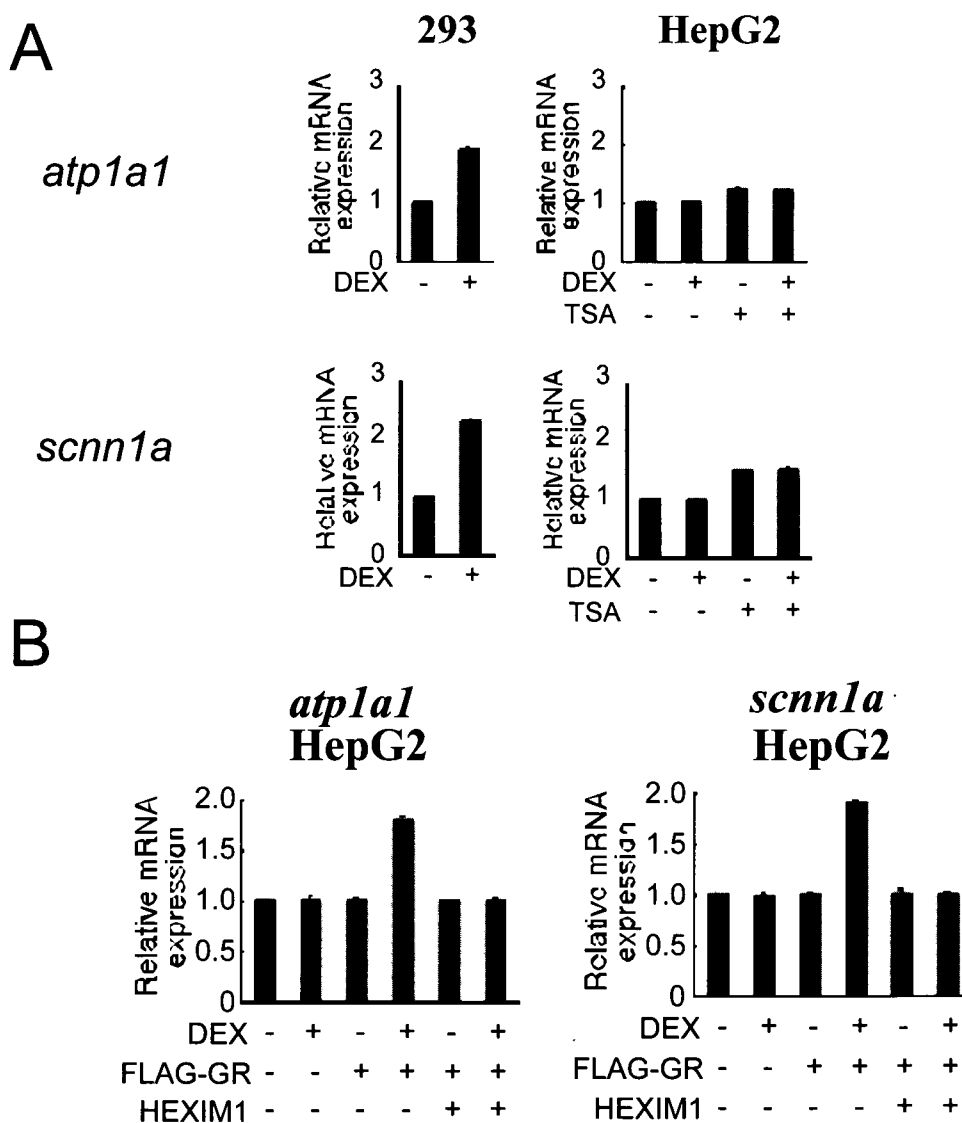 A
293
HepG2
atp1a1
Relative mRNA
expression
3
2
1
0
DEX - +
Relative mRNA
expression
3
2
1
0
DEX - + - +
TSA - - + +
scnn1a
Relative mRNA
expression
3
2
1
0
DEX - +
Relative mRNA
expression
3
2
1
0
DEX - + - +
TSA - - + +
B
atp1a1
HepG2
Relative mRNA
expression
2.0
1.5
1.0
0.5
0
DEX - + - + - +
FLAG-GR - - + + + +
HEXIM1 - - - - + +
scnn1a
HepG2
Relative mRNA
expression
2.0
1.5
1.0
0.5
0
DEX - + - + - +
FLAG-GR - - + + + +
HEXIM1 - - - - + +